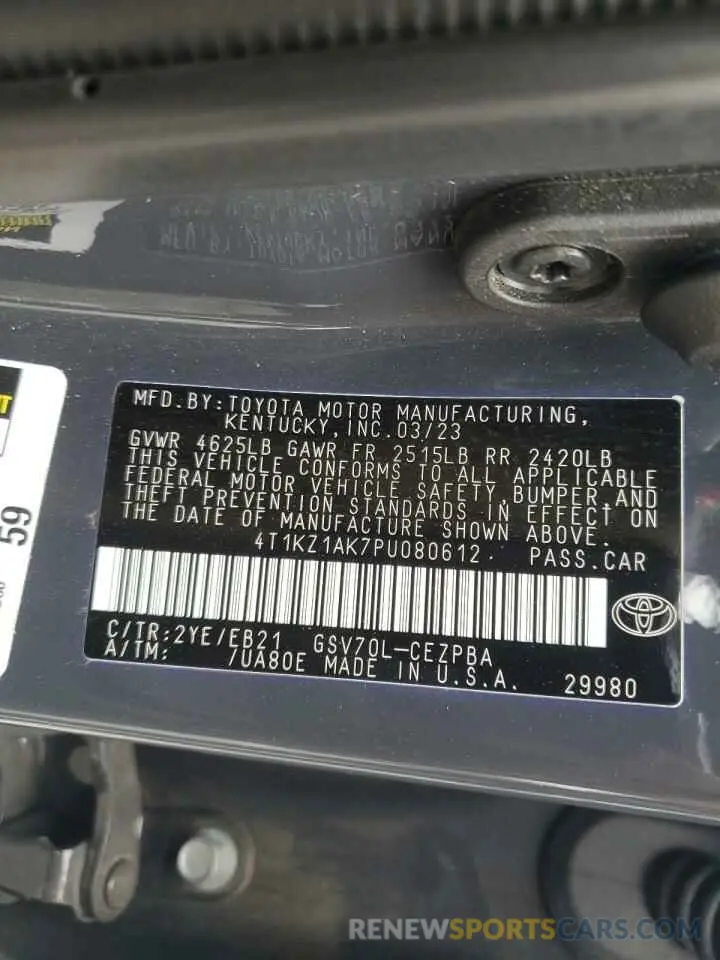 MFD.BY:TOYOTA MOTOR MANUFACTURING,
KENTUCKY,INC.03/23
GVWR 4625LB GAWR FR 2515LB RR 2420LB
THIS VEHICLE CONFORMS TO ALL APPLICABLE
FEDERAL MOTOR VEHICLE SAFETY, BUMPER, AND
THEFT PREVENTION STANDARDS IN EFFECT ON
THE DATE OF MANUFACTURE SHOWN ABOVE.
4T1KZ1AK7PU080612 PASS.CAR
C/TR:2YE/EB21 GSV70L-CEZPBA
A/TM: /UA80E MADE IN U.S.A. 29980
59
RENEWSPORTSCARS.COM